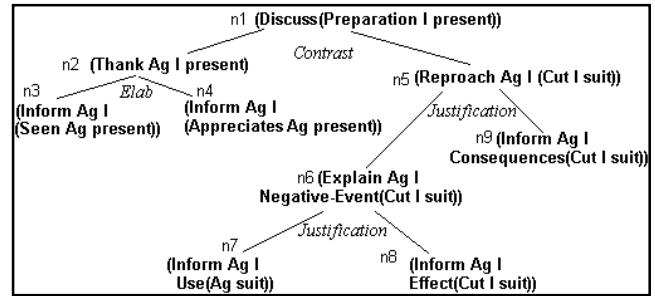 n1 (Discuss(Preparation I present))
Contrast
n2 (Thank Ag I present)
n5 (Reproach Ag I (Cut I suit))
n3 (Inform Ag I
(Seen Ag present))
Elab
n4 (Inform Ag I
(Appreciates Ag present))
Justification
n9 (Inform Ag I
Consequences(Cut I suit))
n6 (Explain Ag I
Negative-Event(Cut I suit))
Justification
n7
(Inform Ag I
Use(Ag suit))
n8
(Inform Ag I
Effect(Cut I suit))